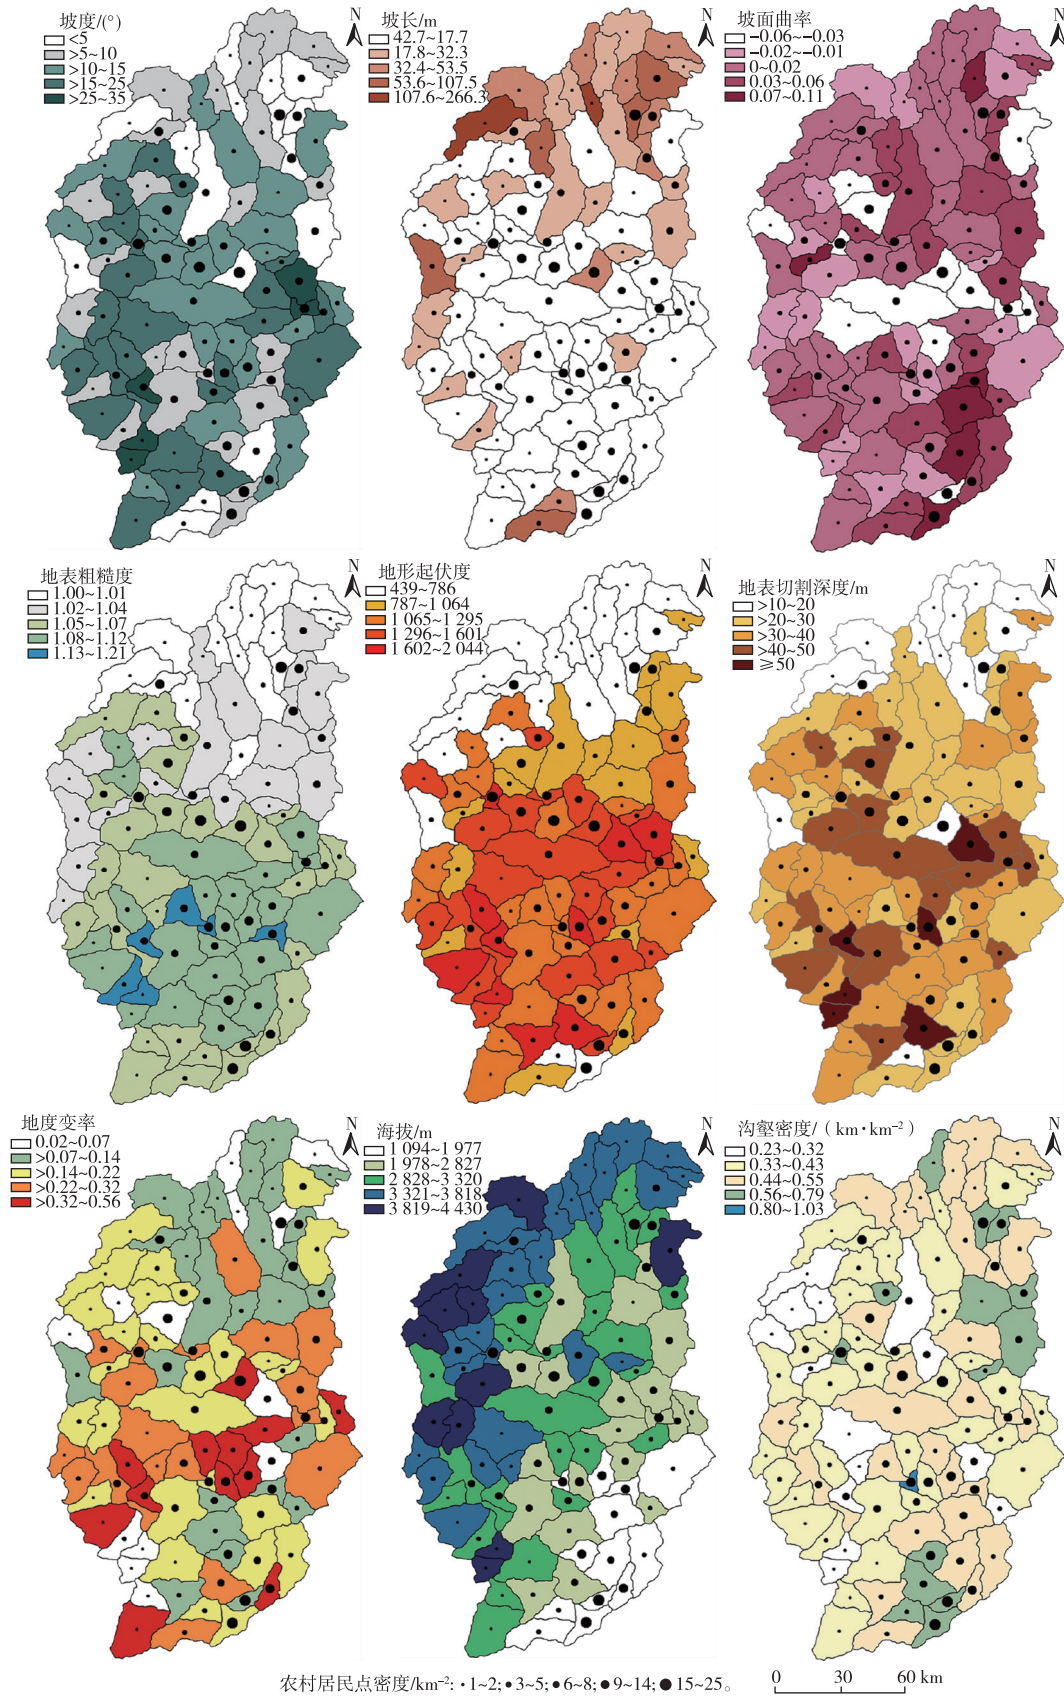 坡度/(°)
<5
>5~10
>10~15
>15~25
>25~35
N
坡长/m
42.7~17.7
17.8~32.3
32.4~53.5
53.6~107.5
107.6~266.3
N
坡面曲率
−0.06~−0.03
−0.02~−0.01
0~0.02
0.03~0.06
0.07~0.11
N
地表粗糙度
1.00~1.01
1.02~1.04
1.05~1.07
1.08~1.12
1.13~1.21
N
地形起伏度
439~786
787~1 064
1 065~1 295
1 296~1 601
1 602~2 044
N
地表切割深度/m
>10~20
>20~30
>30~40
>40~50
≥50
N
地度变率
0.02~0.07
>0.07~0.14
>0.14~0.22
>0.22~0.32
>0.32~0.56
N
海拔/m
1 094~1 977
1 978~2 827
2 828~3 320
3 321~3 818
3 819~4 430
N
沟壑密度/（km·km⁻²）
0.23~0.32
0.33~0.43
0.44~0.55
0.56~0.79
0.80~1.03
N
农村居民点密度/km⁻²: ·1~2; •3~5; •6~8; ●9~14; ●15~25。
0 30 60 km